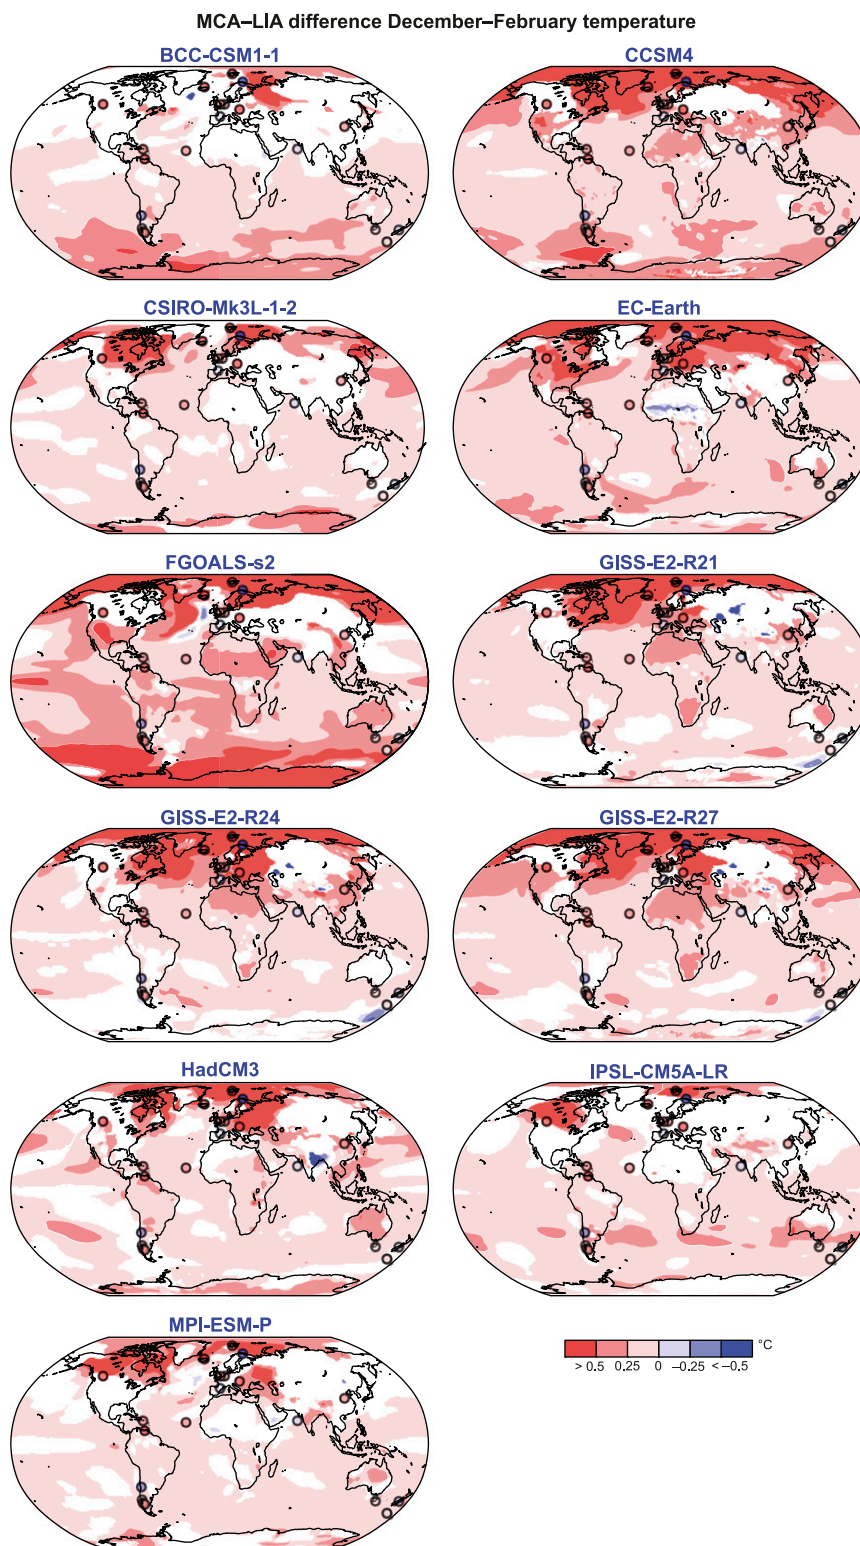 MCA–LIA difference December–February temperature
BCC-CSM1-1
CCSM4
CSIRO-Mk3L-1-2
EC-Earth
FGOALS-s2
GISS-E2-R21
GISS-E2-R24
GISS-E2-R27
HadCM3
IPSL-CM5A-LR
MPI-ESM-P
°C
> 0.5 0.25 0 –0.25 < –0.5